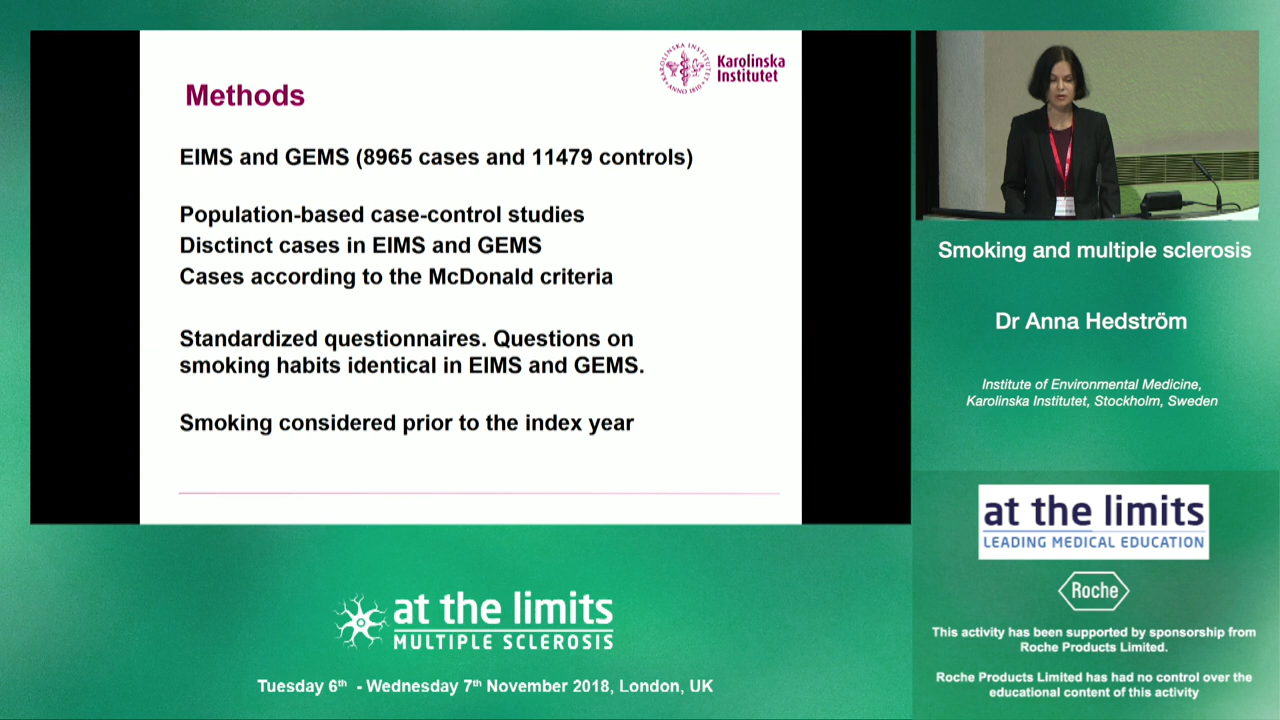 Karolinska
Institutet
KAROLINSKA INSTITUTET
ANNO 1810
Methods
EIMS and GEMS (8965 cases and 11479 controls)
Population-based case-control studies
Disctinct cases in EIMS and GEMS
Cases according to the McDonald criteria
Standardized questionnaires. Questions on
smoking habits identical in EIMS and GEMS.
Smoking considered prior to the index year
Smoking and multiple sclerosis
Dr Anna Hedström
Institute of Environmental Medicine,
Karolinska Institutet, Stockholm, Sweden
at the limits
LEADING MEDICAL EDUCATION
Roche
This activity has been supported by sponsorship from
Roche Products Limited.
Roche Products Limited has had no control over the
educational content of this activity
at the limits
MULTIPLE SCLEROSIS
Tuesday 6th - Wednesday 7th November 2018, London, UK